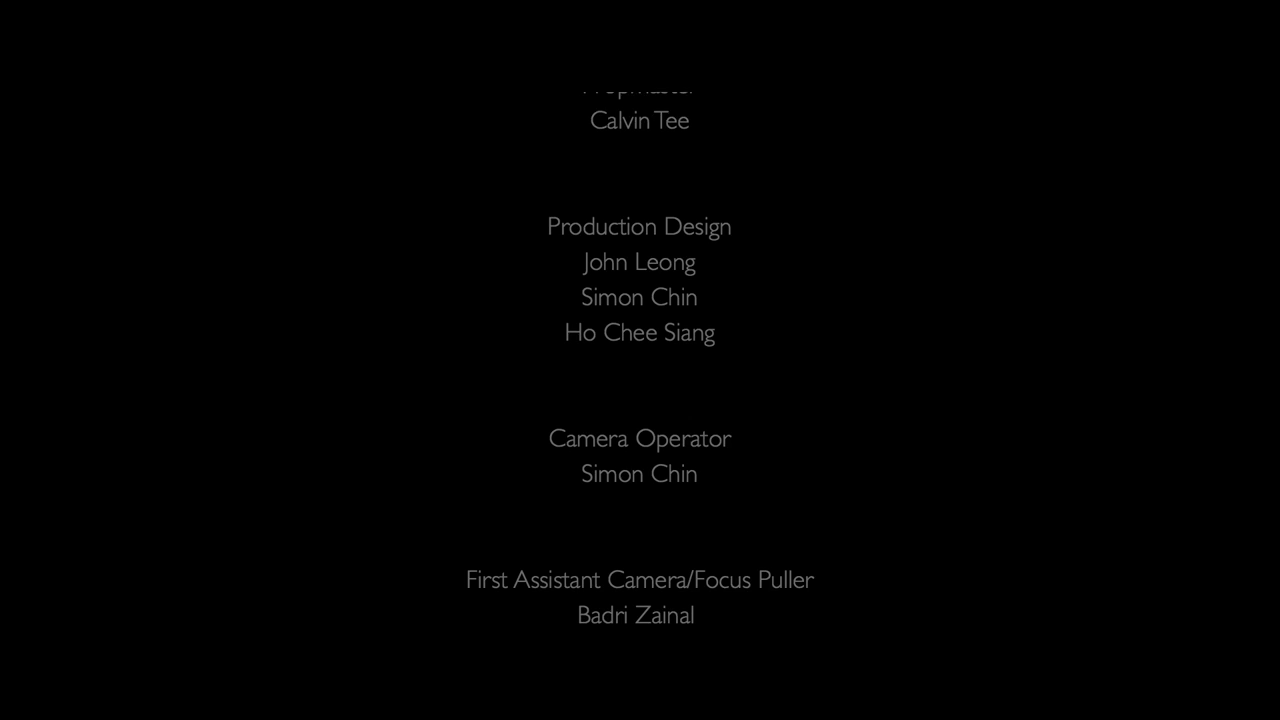 Propmaster
Calvin Tee
Production Design
John Leong
Simon Chin
Ho Chee Siang
Camera Operator
Simon Chin
First Assistant Camera/Focus Puller
Badri Zainal